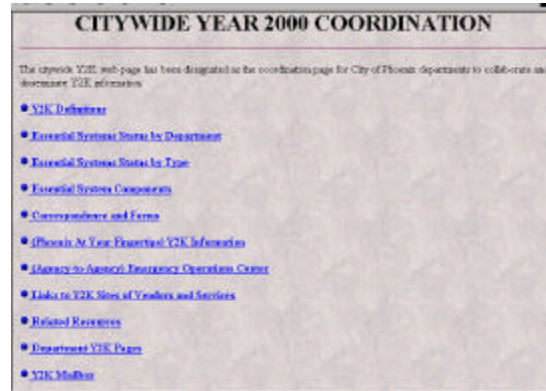 CITYWIDE YEAR 2000 COORDINATION
The citywide Y2K web page has been designated as the coordination page for City of Phoenix departments to collaborate and
disseminate Y2K information
Y2K Definitions
Essential Systems Status by Department
Essential Systems Status by Type
Essential System Components
Correspondence and Forms
(Phoenix At Your Fingertips) Y2K Information
(Agency-to-Agency) Emergency Operations Center
Links to Y2K Sites of Vendors and Services
Related Resources
Department Y2K Pages
Y2K Mailbox